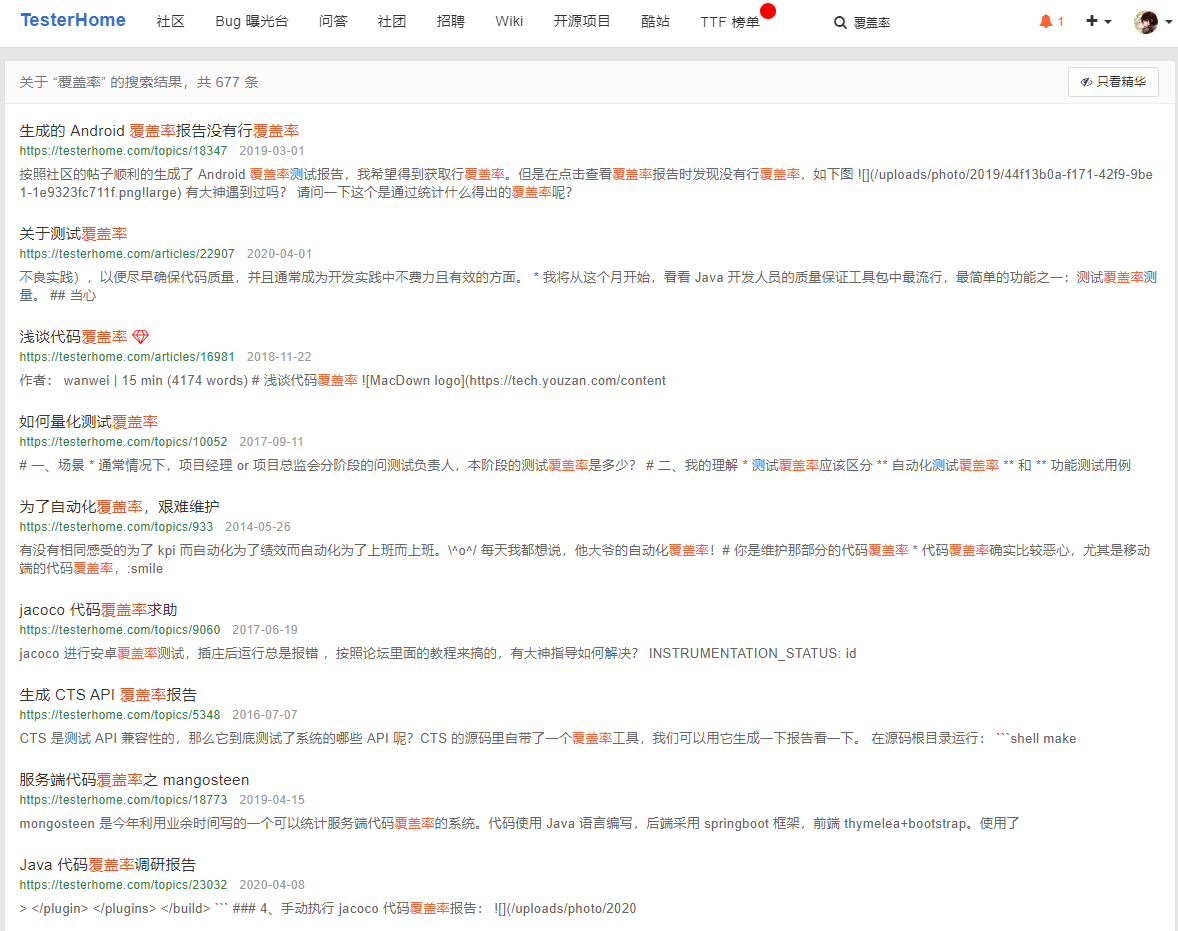 TesterHome 社区 Bug 曝光台 问答 社团 招聘 Wiki 开源项目 酷站 TTF 榜单 覆盖率 1
关于 “覆盖率” 的搜索结果，共 677 条 只看精华
生成的 Android 覆盖率报告没有行覆盖率
https://testerhome.com/topics/18347 2019-03-01
按照社区的帖子顺利的生成了 Android 覆盖率测试报告，我希望得到获取行覆盖率。但是在点击查看覆盖率报告时发现没有行覆盖率，如下图 ![](/uploads/photo/2019/44f13b0a-f171-42f9-9be
1-1e9323fc711f.png!large) 有大神遇到过吗？ 请问一下这个是通过统计什么得出的覆盖率呢？
关于测试覆盖率
https://testerhome.com/articles/22907 2020-04-01
不良实践），以便尽早确保代码质量，并且通常成为开发实践中不费力且有效的方面。 * 我将从这个月开始，看看 Java 开发人员的质量保证工具包中最流行，最简单的功能之一：测试覆盖率测
量。 ## 当心
浅谈代码覆盖率
https://testerhome.com/articles/16981 2018-11-22
作者： wanwei | 15 min (4174 words) # 浅谈代码覆盖率 ![MacDown logo](https://tech.youzan.com/content
如何量化测试覆盖率
https://testerhome.com/topics/10052 2017-09-11
# 一、场景 * 通常情况下，项目经理 or 项目总监会分阶段的问测试负责人，本阶段的测试覆盖率是多少？ # 二、我的理解 * 测试覆盖率应该区分 ** 自动化测试覆盖率 ** 和 ** 功能测试用例
为了自动化覆盖率，艰难维护
https://testerhome.com/topics/933 2014-05-26
有没有相同感受的为了 kpi 而自动化为了绩效而自动化为了上班而上班。\^o^/ 每天我都想说，他大爷的自动化覆盖率！# 你是维护那部分的代码覆盖率 * 代码覆盖率确实比较恶心，尤其是移动
端的代码覆盖率，:smile
jacoco 代码覆盖率求助
https://testerhome.com/topics/9060 2017-06-19
jacoco 进行安卓覆盖率测试，插庄后运行总是报错 ，按照论坛里面的教程来搞的，有大神指导如何解决？ INSTRUMENTATION_STATUS: id
生成 CTS API 覆盖率报告
https://testerhome.com/topics/5348 2016-07-07
CTS 是测试 API 兼容性的，那么它到底测试了系统的哪些 API 呢？CTS 的源码里自带了一个覆盖率工具，我们可以用它生成一下报告看一下。 在源码根目录运行： ```shell make
服务端代码覆盖率之 mangosteen
https://testerhome.com/topics/18773 2019-04-15
mongosteen 是今年利用业余时间写的一个可以统计服务端代码覆盖率的系统。代码使用 Java 语言编写，后端采用 springboot 框架，前端 thymelea+bootstrap。使用了
Java 代码覆盖率调研报告
https://testerhome.com/topics/23032 2020-04-08
> </plugin> </plugins> </build> ``` ### 4、手动执行 jacoco 代码覆盖率报告： ![](/uploads/photo/2020